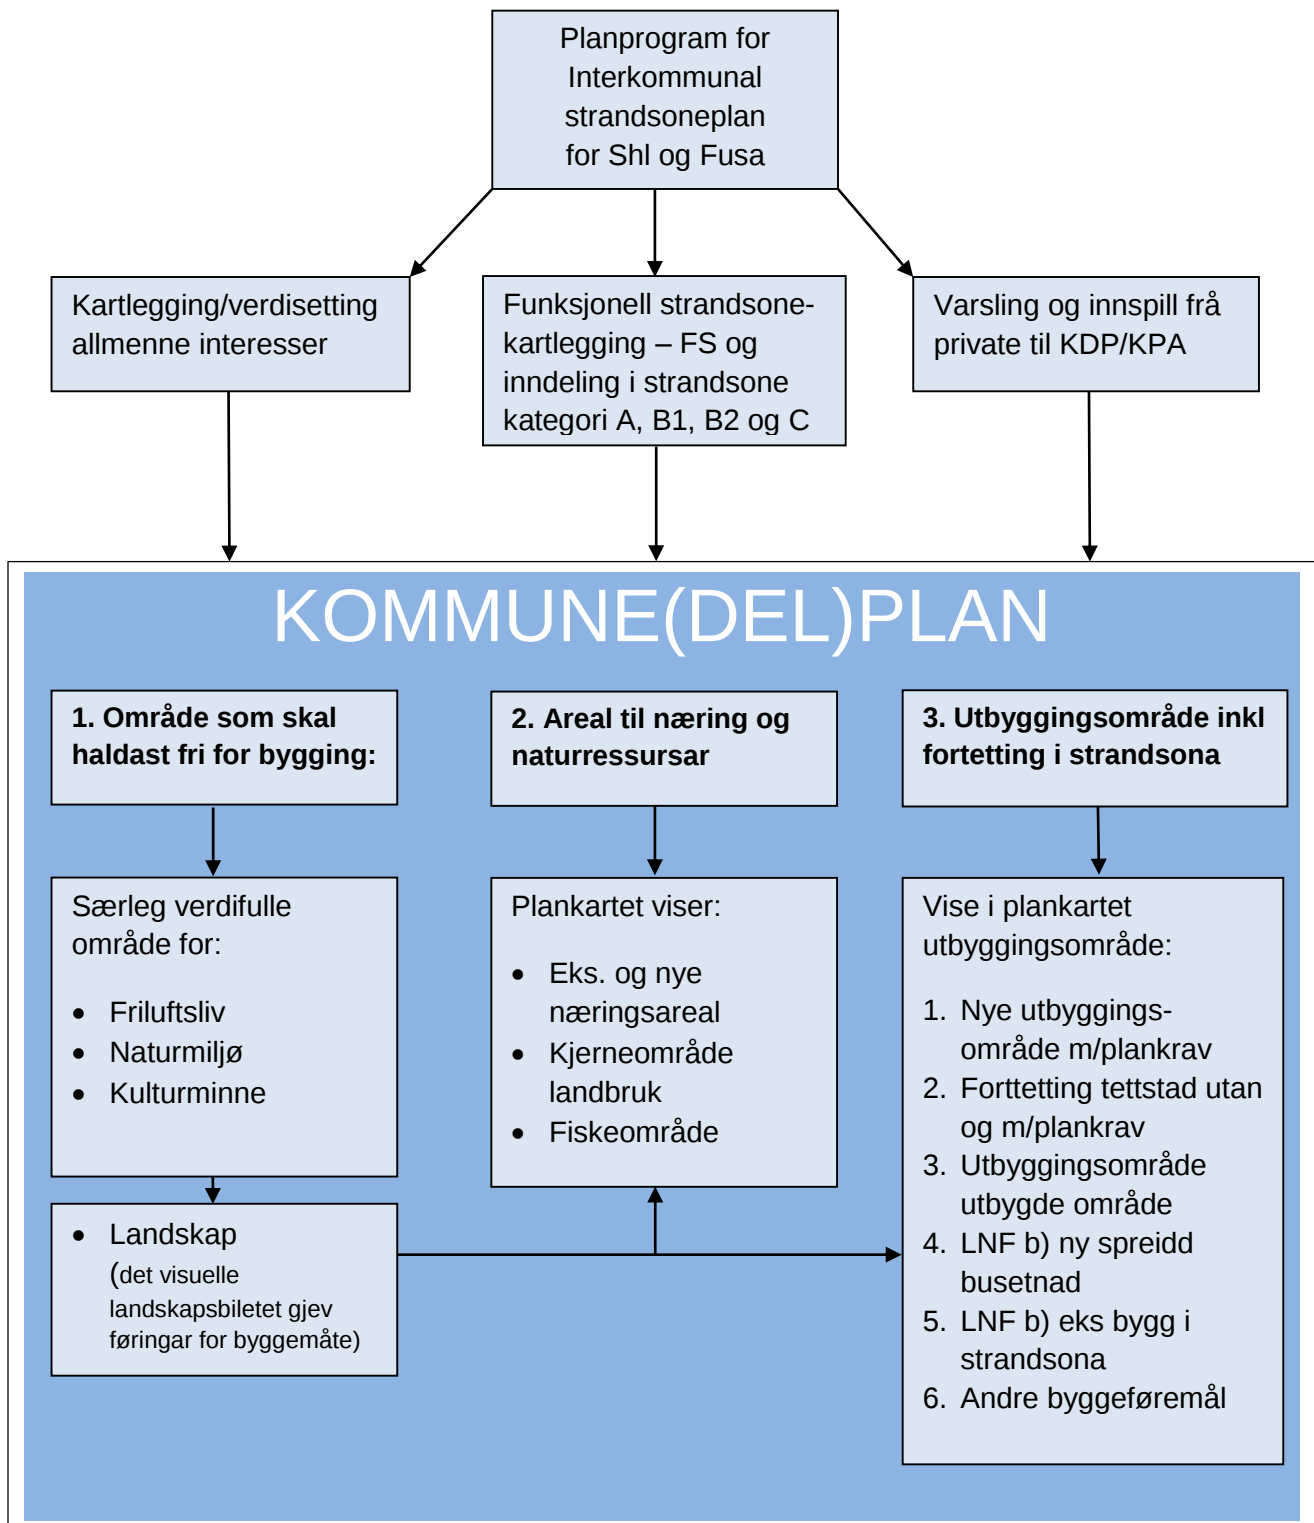 Planprogram for
Interkommunal
strandsoneplan
for Shl og Fusa
Kartlegging/verdisetting
allmenne interesser
Funksjonell strandsone-
kartlegging – FS og
inndeling i strandsone
kategori A, B1, B2 og C
Varsling og innspill frå
private til KDP/KPA
KOMMUNE(DEL)PLAN
1. Område som skal
haldast fri for bygging:
2. Areal til næring og
naturressursar
3. Utbyggingsområde inkl
fortetting i strandsona
Særleg verdifulle
område for:
• Friluftsliv
• Naturmiljø
• Kulturminne
• Landskap
(det visuelle
landskapsbiletet gjev
føringar for byggemåte)
Plankartet viser:
• Eks. og nye
næringsareal
• Kjerneområde
landbruk
• Fiskeområde
Vise i plankartet
utbyggingsområde:
1. Nye utbyggings-
område m/plankrav
2. Forttetting tettstad utan
og m/plankrav
3. Utbyggingsområde
utbygde område
4. LNF b) ny spreidd
busetnad
5. LNF b) eks bygg i
strandsona
6. Andre byggeføremål